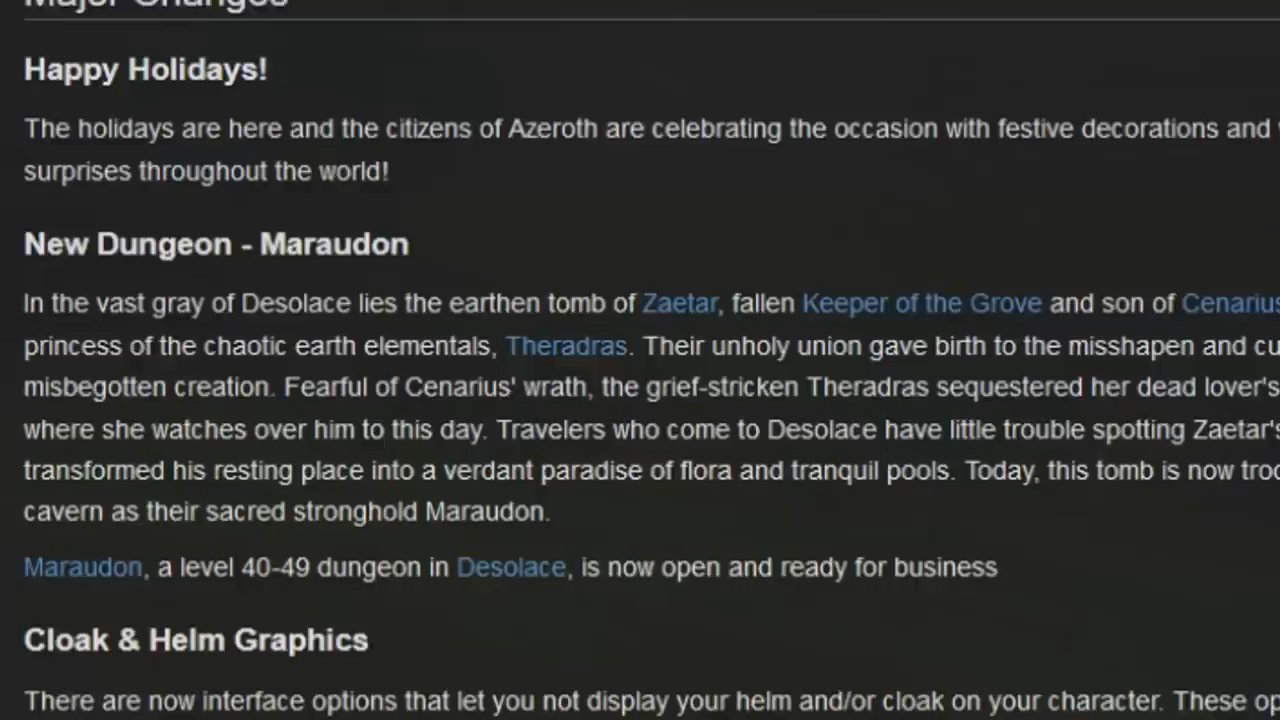 Major Changes
Happy Holidays!
The holidays are here and the citizens of Azeroth are celebrating the occasion with festive decorations and
surprises throughout the world!
New Dungeon - Maraudon
In the vast gray of Desolace lies the earthen tomb of Zaetar, fallen Keeper of the Grove and son of Cenarius
princess of the chaotic earth elementals, Theradras. Their unholy union gave birth to the misshapen and cu
misbegotten creation. Fearful of Cenarius' wrath, the grief-stricken Theradras sequestered her dead lover's
where she watches over him to this day. Travelers who come to Desolace have little trouble spotting Zaetar's
transformed his resting place into a verdant paradise of flora and tranquil pools. Today, this tomb is now trod
cavern as their sacred stronghold Maraudon.
Maraudon, a level 40-49 dungeon in Desolace, is now open and ready for business
Cloak & Helm Graphics
There are now interface options that let you not display your helm and/or cloak on your character. These op